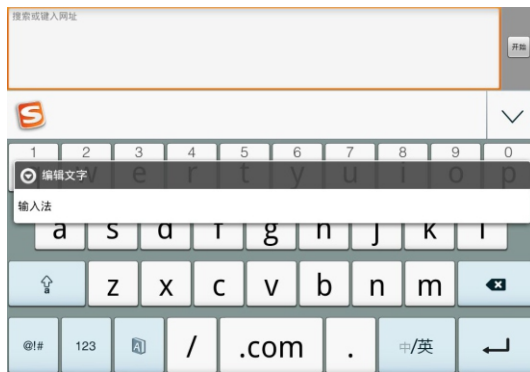 搜索或键入网址
开始
S
1 2 3 4 5 6 7 8 9 0
w e r t y u i o p
编辑文字
输入法
a s d f g h j k l
a z x c v b n m
@!# 123 A / .com . 中/英